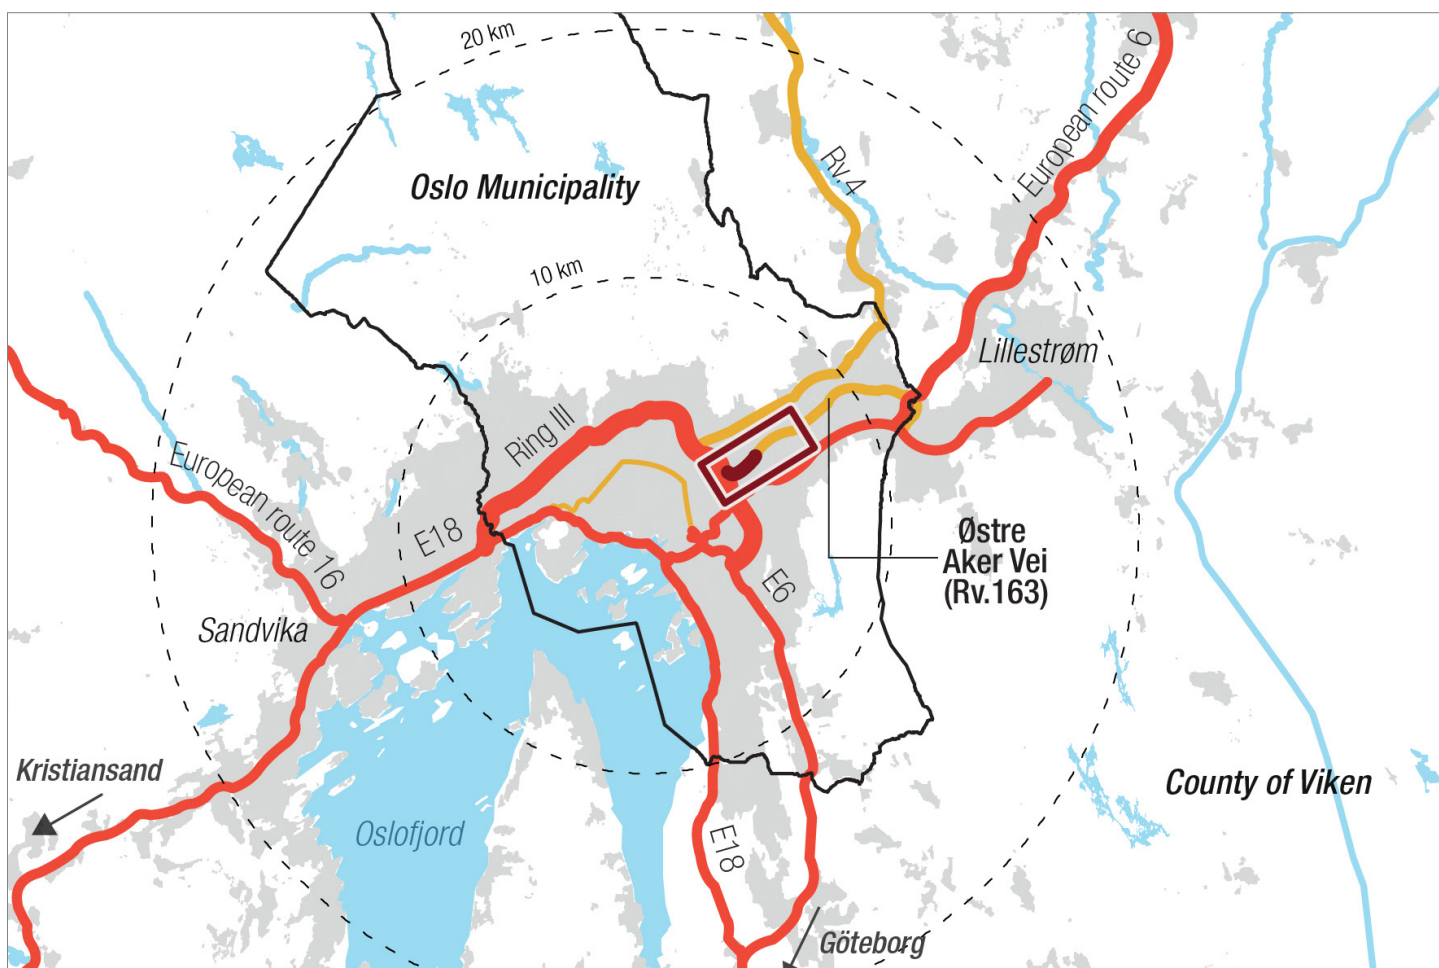 20 km
European route 6
Rv.4
Oslo Municipality
10 km
Lillestrøm
Ring III
European route 16
E18
Østre
Aker Vei
(Rv.163)
E6
Sandvika
Kristiansand
County of Viken
Oslofjord
E18
Göteborg